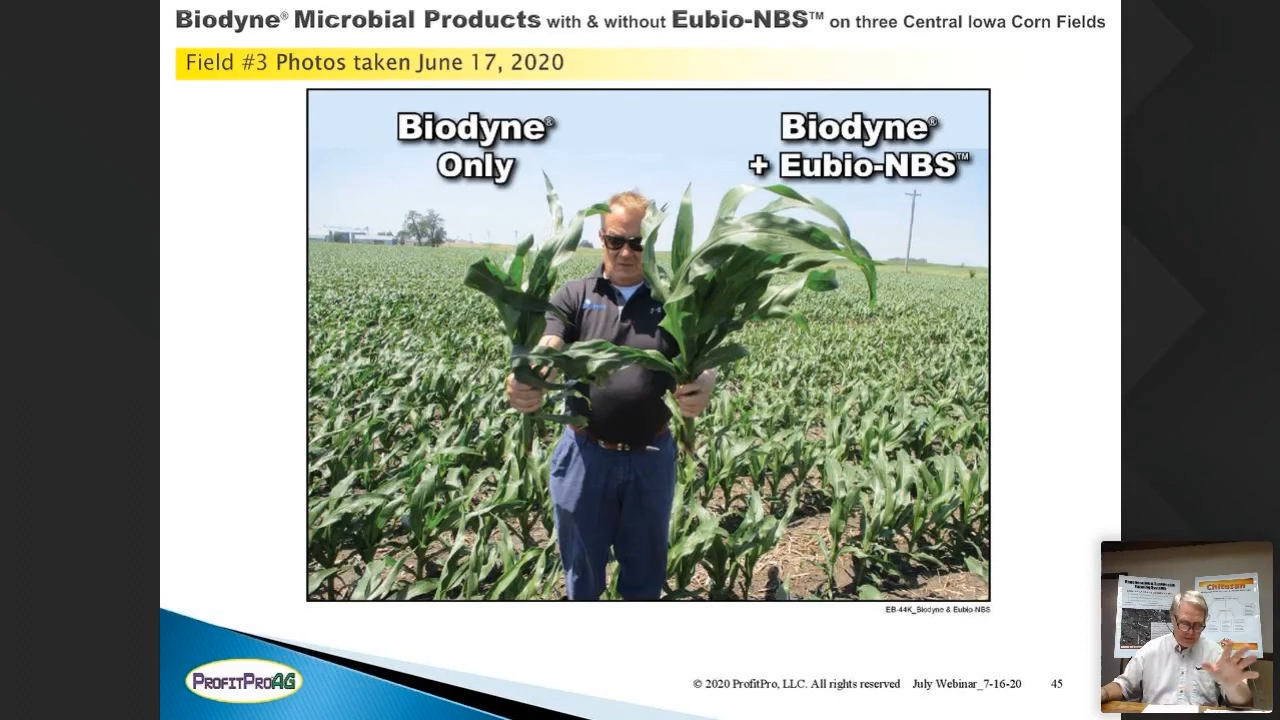 Biodyne® Microbial Products with & without Eubio-NBS™ on three Central Iowa Corn Fields
Field #3 Photos taken June 17, 2020
Biodyne®
Only
Biodyne®
+ Eubio-NBS™
EB-44K_Biodyne & Eubio-NBS
PROFITPROAG
© 2020 ProfitPro, LLC. All rights reserved July Webinar_7-16-20 45
Chitosan